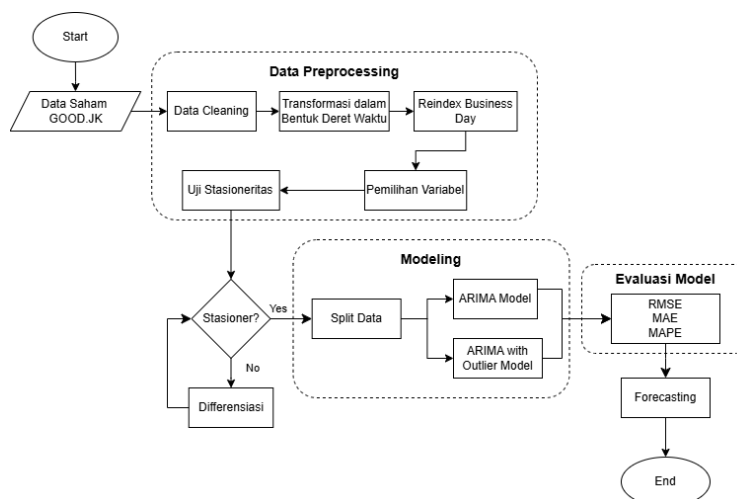 Start
Data Saham
GOOD.JK
Data Preprocessing
Data Cleaning
Transformasi dalam
Bentuk Deret Waktu
Reindex Business
Day
Pemilihan Variabel
Uji Stasioneritas
Stasioner?
Yes
No
Differensiasi
Modeling
Split Data
ARIMA Model
ARIMA with
Outlier Model
Evaluasi Model
RMSE
MAE
MAPE
Forecasting
End